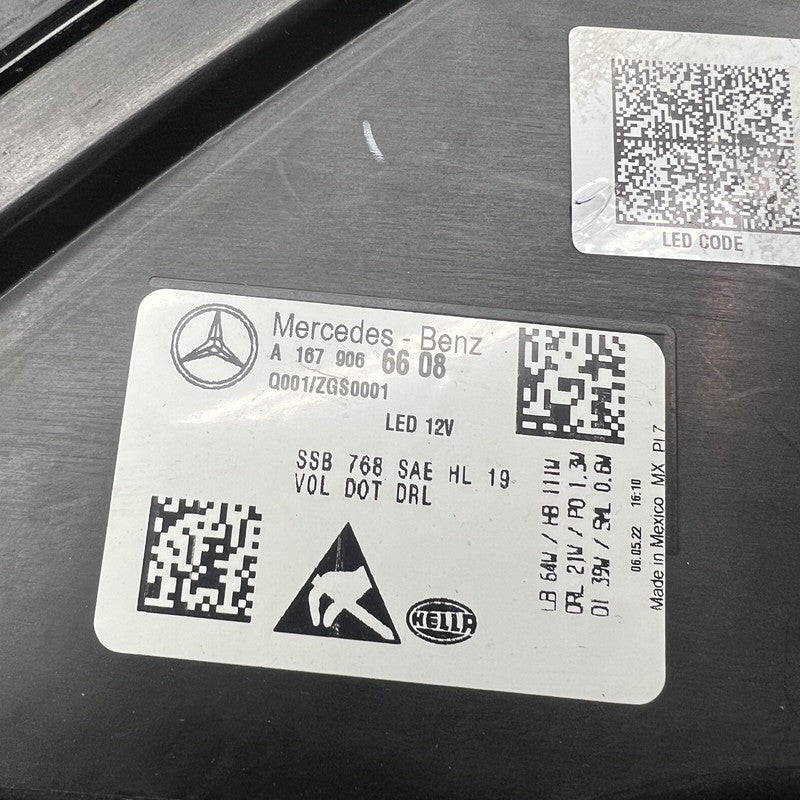 LED CODE
Mercedes - Benz
A 167 906 66 08
Q001/ZGS0001
LED 12V
SSB 768 SAE HL 19
VOL DOT DRL
HELLA
LB 64W / HB 111W
DRL 21W / PO 1.3W
DI 39W / SML 0.6W
06.05.22 16:10
Made in Mexico MX PI 7